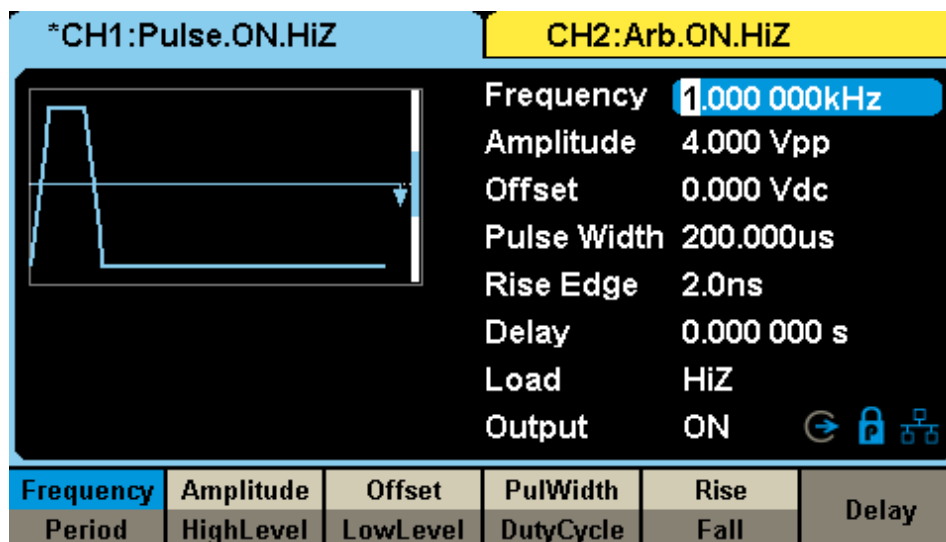 *CH1:Pulse.ON.HiZ CH2:Arb.ON.HiZ
Frequency 1.000 000kHz
Amplitude 4.000 Vpp
Offset 0.000 Vdc
Pulse Width 200.000us
Rise Edge 2.0ns
Delay 0.000 000 s
Load HiZ
Output ON P
Frequency Amplitude Offset PulWidth Rise Delay
Period HighLevel LowLevel DutyCycle Fall